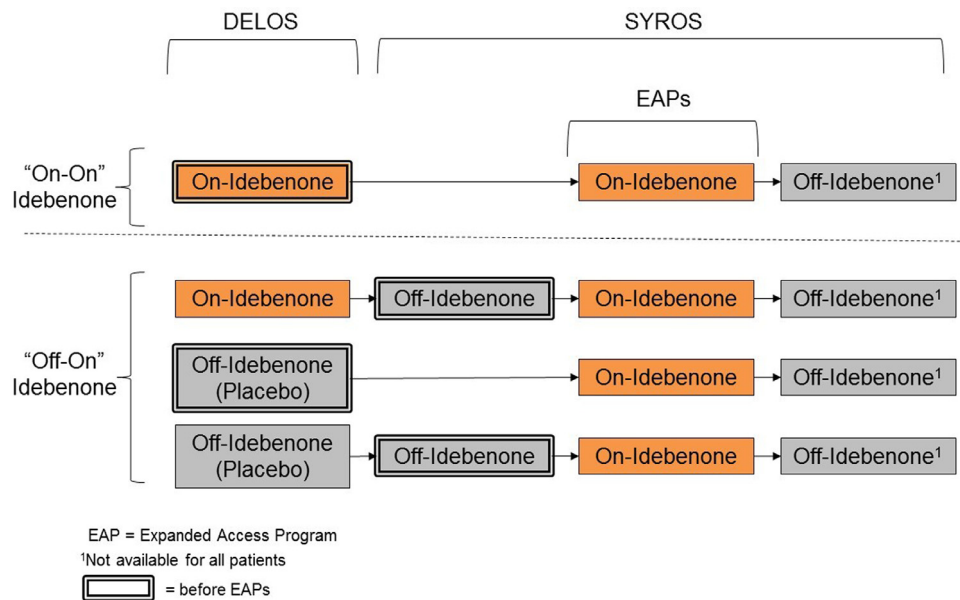 DELOS
SYROS
EAPs
“On-On”
Idebenone
On-Idebenone
On-Idebenone
Off-Idebenone¹
On-Idebenone
Off-Idebenone
On-Idebenone
Off-Idebenone¹
“Off-On”
Idebenone
Off-Idebenone
(Placebo)
On-Idebenone
Off-Idebenone¹
Off-Idebenone
(Placebo)
Off-Idebenone
On-Idebenone
Off-Idebenone¹
EAP = Expanded Access Program
¹Not available for all patients
= before EAPs